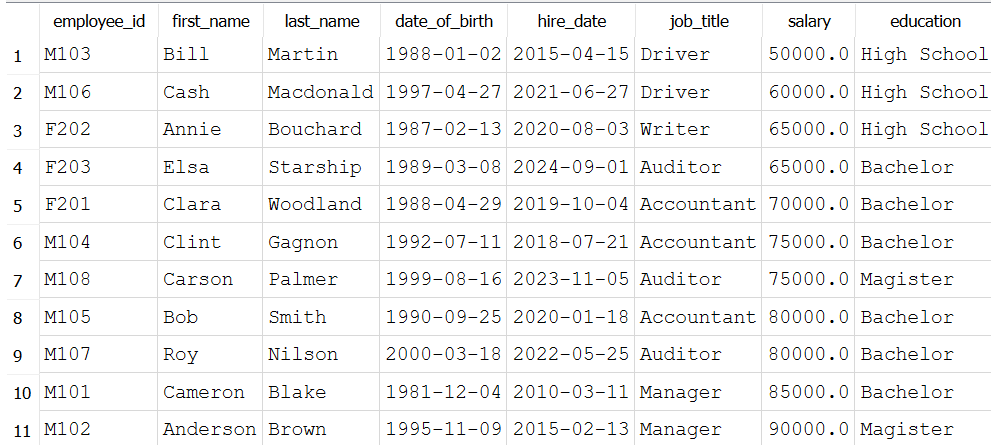 employee_id first_name last_name date_of_birth hire_date job_title salary education
1 M103 Bill Martin 1988-01-02 2015-04-15 Driver 50000.0 High School
2 M106 Cash Macdonald 1997-04-27 2021-06-27 Driver 60000.0 High School
3 F202 Annie Bouchard 1987-02-13 2020-08-03 Writer 65000.0 High School
4 F203 Elsa Starship 1989-03-08 2024-09-01 Auditor 65000.0 Bachelor
5 F201 Clara Woodland 1988-04-29 2019-10-04 Accountant 70000.0 Bachelor
6 M104 Clint Gagnon 1992-07-11 2018-07-21 Accountant 75000.0 Bachelor
7 M108 Carson Palmer 1999-08-16 2023-11-05 Auditor 75000.0 Magister
8 M105 Bob Smith 1990-09-25 2020-01-18 Accountant 80000.0 Bachelor
9 M107 Roy Nilson 2000-03-18 2022-05-25 Auditor 80000.0 Bachelor
10 M101 Cameron Blake 1981-12-04 2010-03-11 Manager 85000.0 Bachelor
11 M102 Anderson Brown 1995-11-09 2015-02-13 Manager 90000.0 Magister